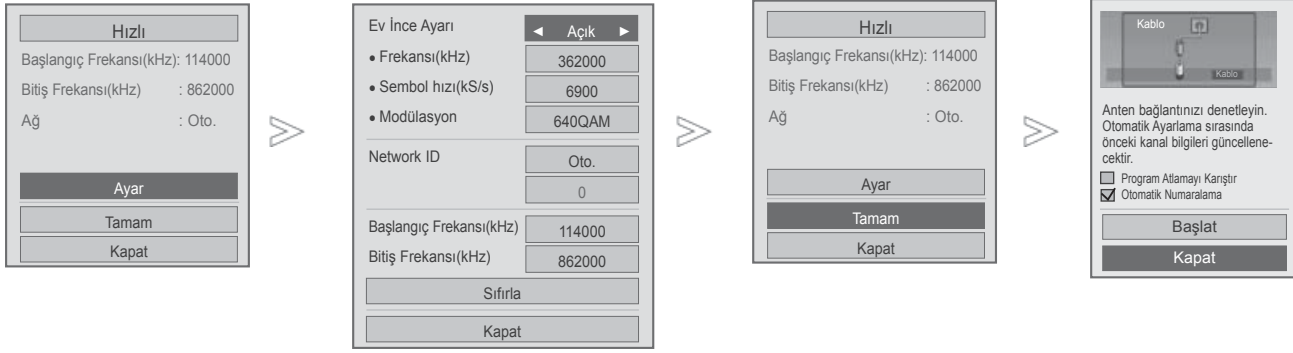 Hızlı
Başlangıç Frekansı(kHz): 114000
Bitiş Frekansı(kHz) : 862000
Ağ : Oto.
Ayar
Tamam
Kapat
Ev İnce Ayarı ◄ Açık ►
• Frekansı(kHz) 362000
• Sembol hızı(kS/s) 6900
• Modülasyon 640QAM
Network ID Oto.
0
Başlangıç Frekansı(kHz) 114000
Bitiş Frekansı(kHz) 862000
Sıfırla
Kapat
Hızlı
Başlangıç Frekansı(kHz): 114000
Bitiş Frekansı(kHz) : 862000
Ağ : Oto.
Ayar
Tamam
Kapat
Kablo
Kablo
Anten bağlantınızı denetleyin.
Otomatik Ayarlama sırasında
önceki kanal bilgileri güncellene-
cektir.
Program Atlamayı Karıştır
Otomatik Numaralama
Başlat
Kapat